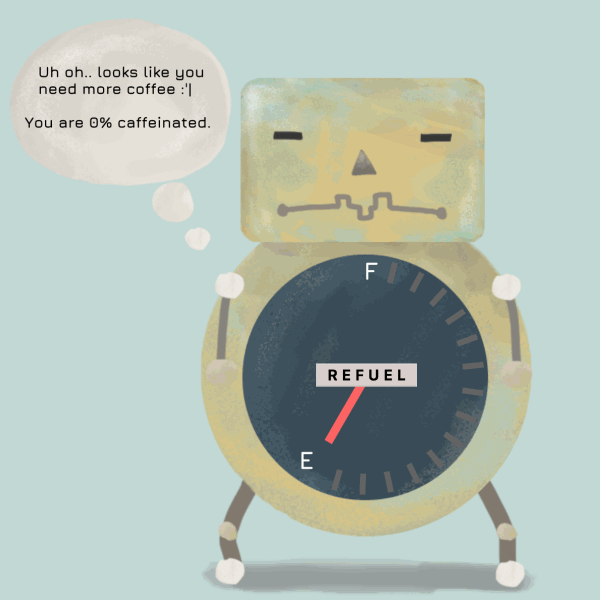 Uh oh.. looks like you
need more coffee :'|
You are 0% caffeinated.
F
REFUEL
E